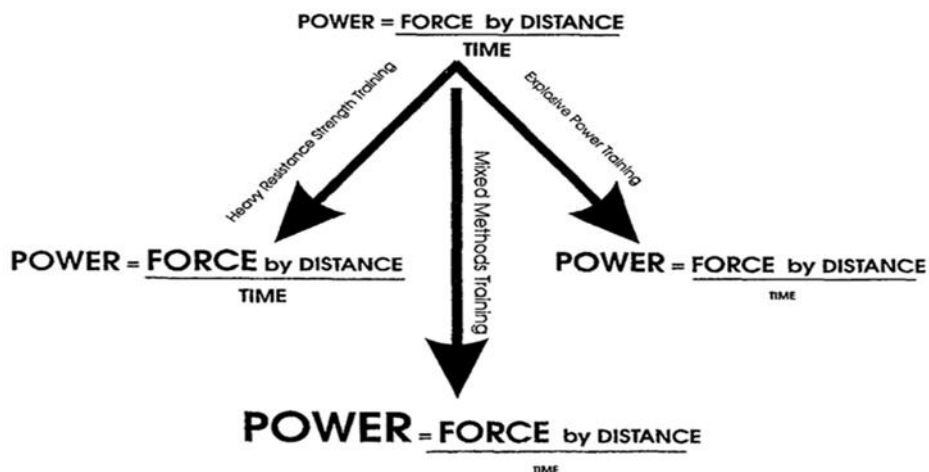 POWER = FORCE by DISTANCE
TIME
Heavy Resistance Strength Training
Explosive Power Training
Mixed Methods Training
POWER = FORCE by DISTANCE
TIME
POWER = FORCE by DISTANCE
TIME
POWER = FORCE by DISTANCE
TIME